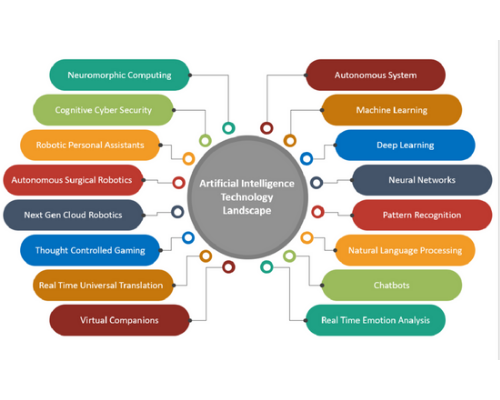 Neuromorphic Computing
Autonomous System
Cognitive Cyber Security
Machine Learning
Robotic Personal Assistants
Deep Learning
Autonomous Surgical Robotics
Artificial Intelligence
Technology
Landscape
Neural Networks
Next Gen Cloud Robotics
Pattern Recognition
Thought Controlled Gaming
Natural Language Processing
Real Time Universal Translation
Chatbots
Virtual Companions
Real Time Emotion Analysis